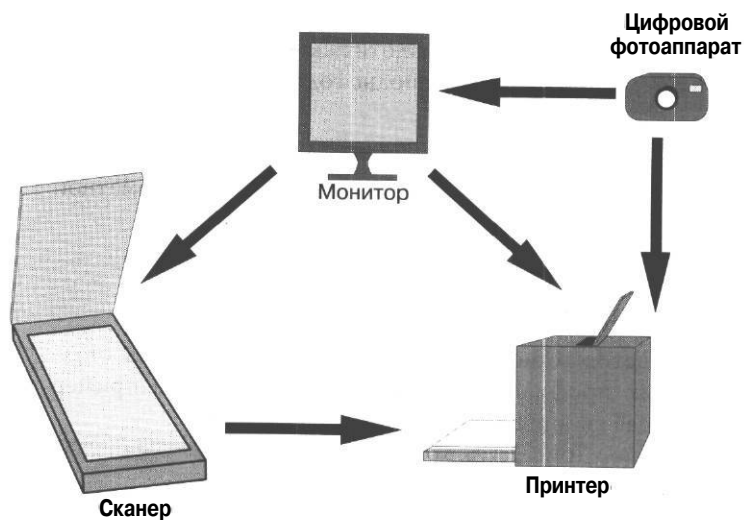 Цифровой
фотоаппарат
Монитор
Сканер
Принтер